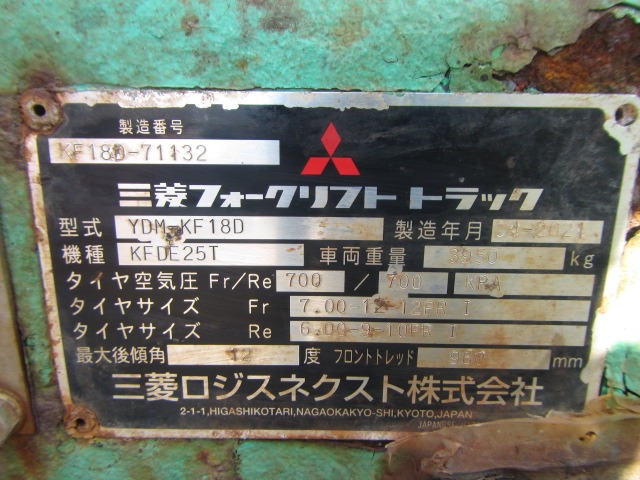 製造番号
KF18D-71132
三菱フォークリフト トラック
型式 YDM-KF18D 製造年月 04-2021
機種 KFDE25T 車両重量 3950 kg
タイヤ空気圧 Fr/Re 700 / 700 KPA
タイヤサイズ Fr 7.00-12-12PR I
タイヤサイズ Re 6.00-9-10PR I
最大後傾角 12 度 フロントトレッド 960 mm
三菱ロジスネクスト株式会社
2-1-1,HIGASHIKOTARI,NAGAOKAKYO-SHI,KYOTO,JAPAN